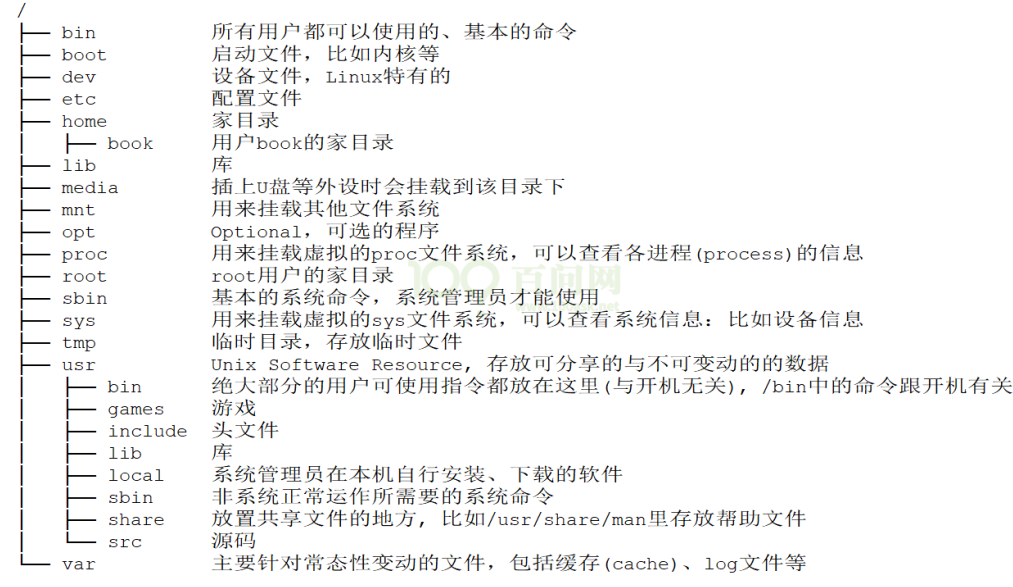 /
├── bin 所有用户都可以使用的、基本的命令
├── boot 启动文件，比如内核等
├── dev 设备文件，Linux特有的
├── etc 配置文件
├── home 家目录
│   ├── book 用户book的家目录
├── lib 库
├── media 插上U盘等外设时会挂载到该目录下
├── mnt 用来挂载其他文件系统
├── opt Optional，可选的程序
├── proc 用来挂载虚拟的proc文件系统，可以查看各进程(process)的信息
├── root root用户的家目录
├── sbin 基本的系统命令，系统管理员才能使用
├── sys 用来挂载虚拟的sys文件系统，可以查看系统信息：比如设备信息
├── tmp 临时目录，存放临时文件
├── usr Unix Software Resource, 存放可分享的与不可变动的的数据
│   ├── bin 绝大部分的用户可使用指令都放在这里(与开机无关), /bin中的命令跟开机有关
│   ├── games 游戏
│   ├── include 头文件
│   ├── lib 库
│   ├── local 系统管理员在本机自行安装、下载的软件
│   ├── sbin 非系统正常运作所需要的系统命令
│   ├── share 放置共享文件的地方, 比如/usr/share/man里存放帮助文件
│   └── src 源码
└── var 主要针对常态性变动的文件，包括缓存(cache)、log文件等
100 百问网